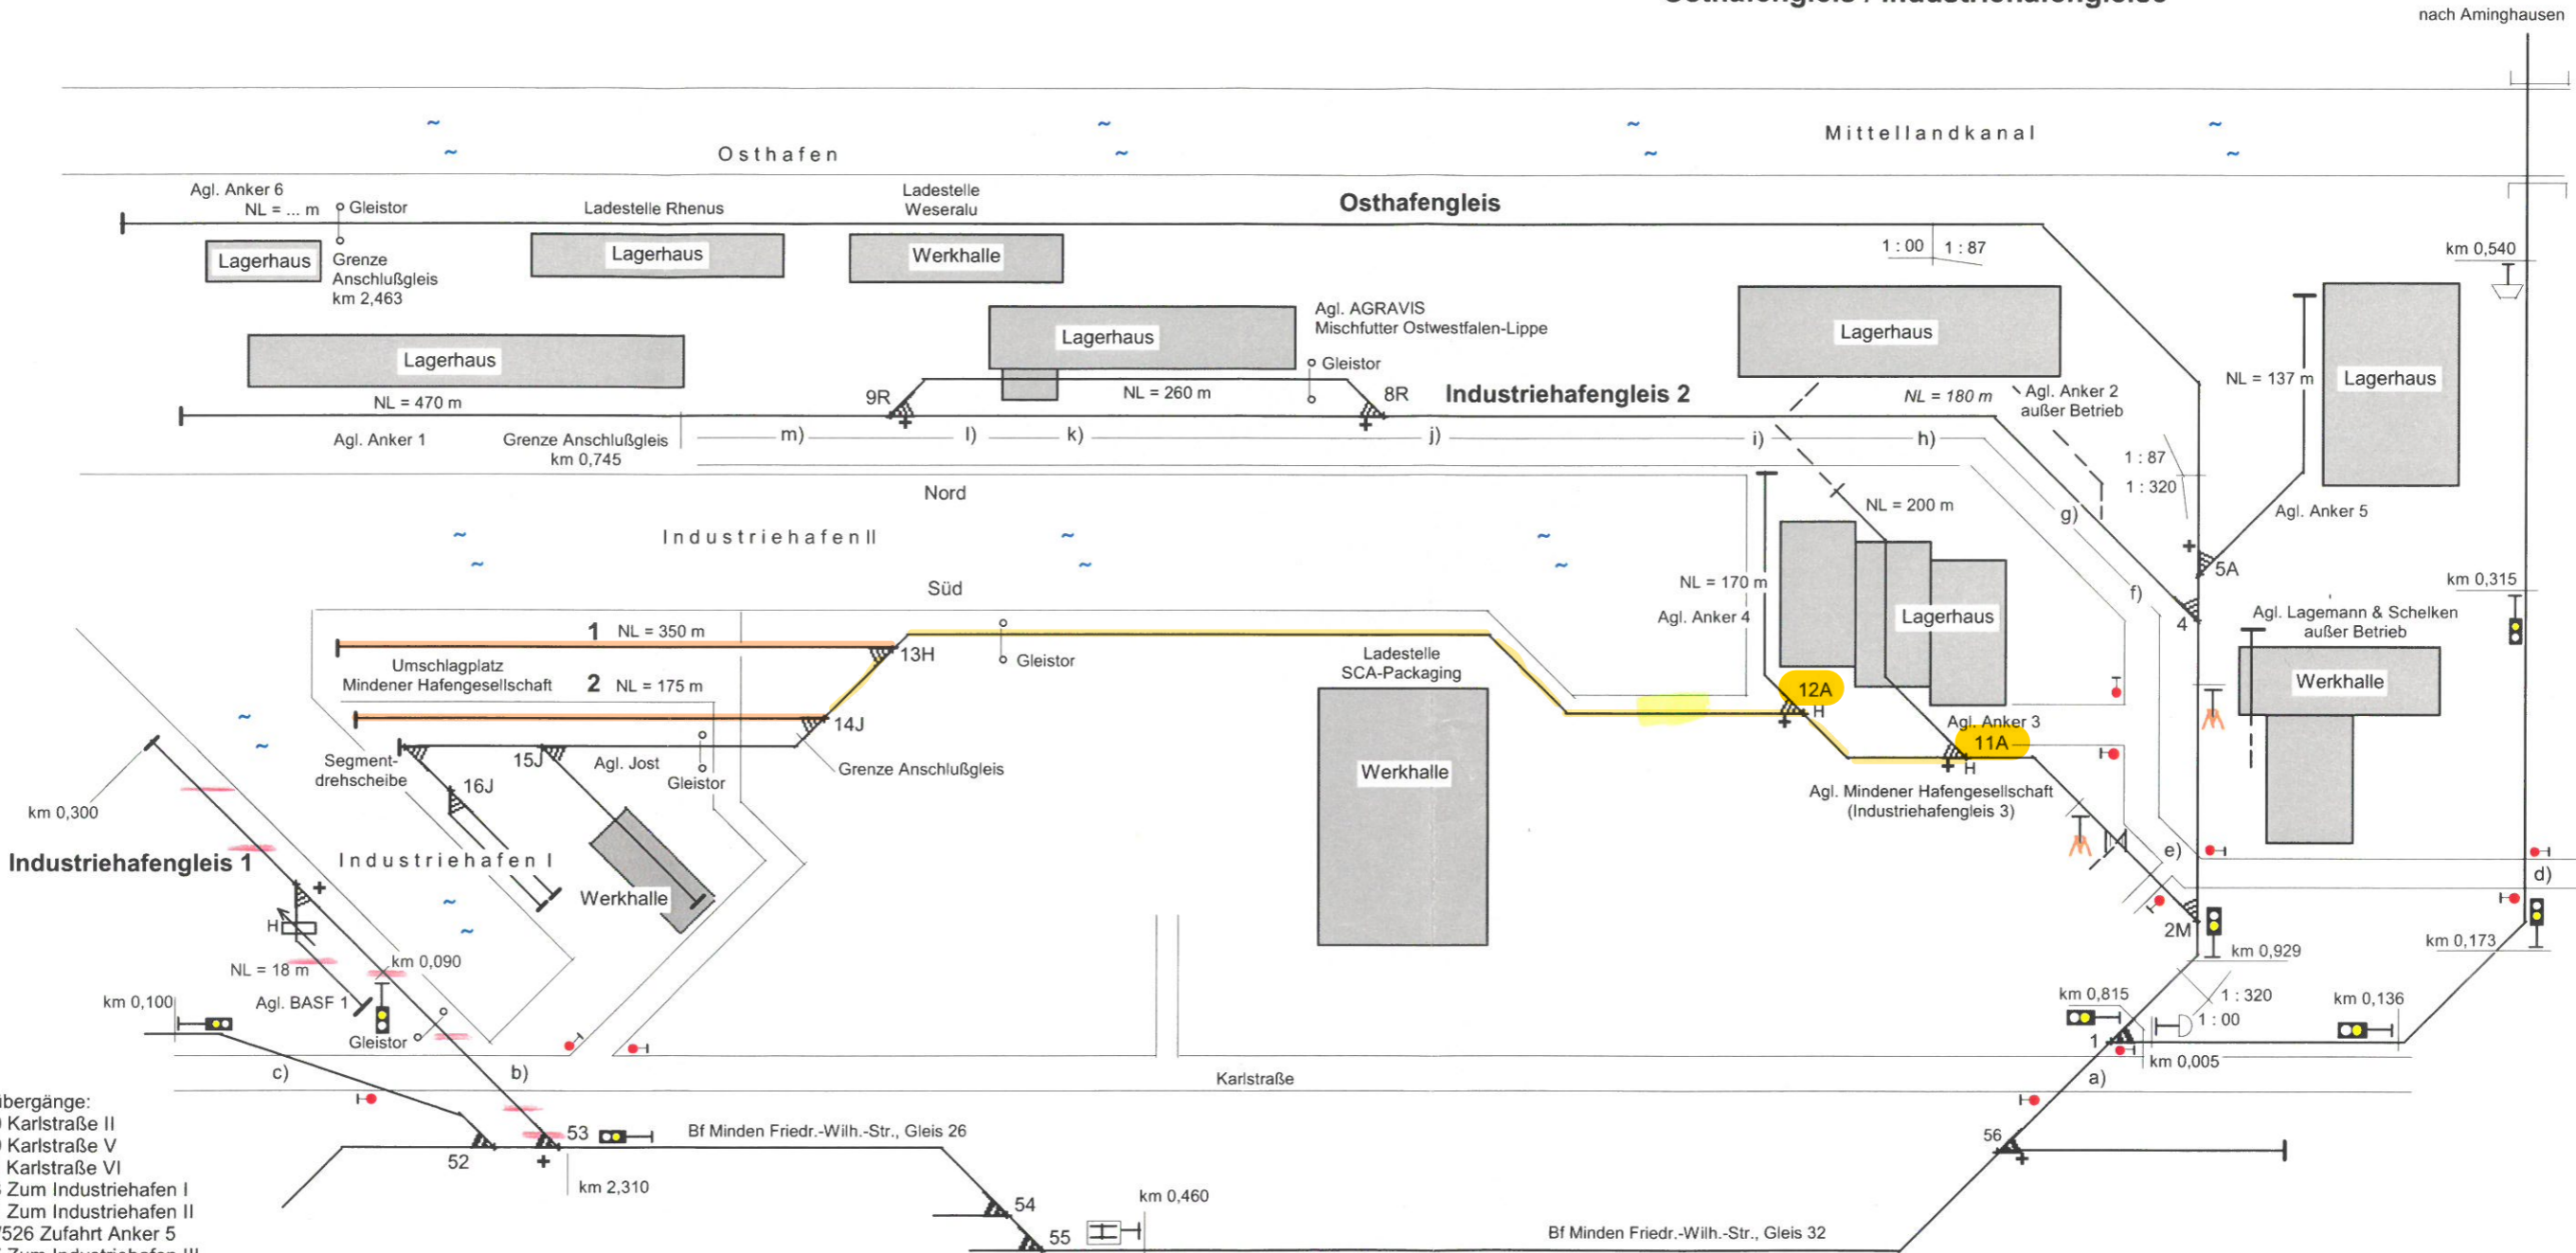 Osthafengleis / Industriehafengleise
nach Aminghausen
Mittellandkanal
Osthafen
Agl. Anker 6
NL = ... m
Gleistor
Ladestelle Rhenus
Ladestelle
Weseralu
Osthafengleis
Lagerhaus
Grenze
Anschlußgleis
km 2,463
Lagerhaus
Werkhalle
1 : 00
1 : 87
km 0,540
Lagerhaus
Lagerhaus
Agl. AGRAVIS
Mischfutter Ostwestfalen-Lippe
Gleistor
Lagerhaus
NL = 137 m
Lagerhaus
NL = 470 m
9R
NL = 260 m
8R
Industriehafengleis 2
NL = 180 m
Agl. Anker 2
außer Betrieb
Agl. Anker 1
Grenze Anschlußgleis
km 0,745
m)
l)
k)
j)
i)
h)
1 : 87
1 : 320
Nord
NL = 200 m
g)
Agl. Anker 5
Industriehafen II
5A
Süd
NL = 170 m
Agl. Anker 4
Lagerhaus
f)
4
km 0,315
Agl. Lagemann & Schelken
außer Betrieb
1
NL = 350 m
13H
Gleistor
Umschlagplatz
Mindener Hafengesellschaft
2
NL = 175 m
14J
Ladestelle
SCA-Packaging
12A
H
Werkhalle
Agl. Anker 3
11A
H
Segment-
drehscheibe
15J
Agl. Jost
Gleistor
Grenze Anschlußgleis
16J
Werkhalle
Agl. Mindener Hafengesellschaft
(Industriehafengleis 3)
km 0,300
Industriehafengleis 1
Industriehafen I
Werkhalle
e)
d)
H
2M
NL = 18 m
km 0,090
km 0,929
km 0,173
km 0,100
Agl. BASF 1
Gleistor
km 0,815
1 : 320
1 : 00
km 0,136
1
km 0,005
c)
b)
Karlstraße
a)
übergänge:
Karlstraße II
Karlstraße V
Karlstraße VI
Zum Industriehafen I
Zum Industriehafen II
/526 Zufahrt Anker 5
Zum Industriehafen III
52
53
Bf Minden Friedr.-Wilh.-Str., Gleis 26
56
km 2,310
54
55
km 0,460
Bf Minden Friedr.-Wilh.-Str., Gleis 32